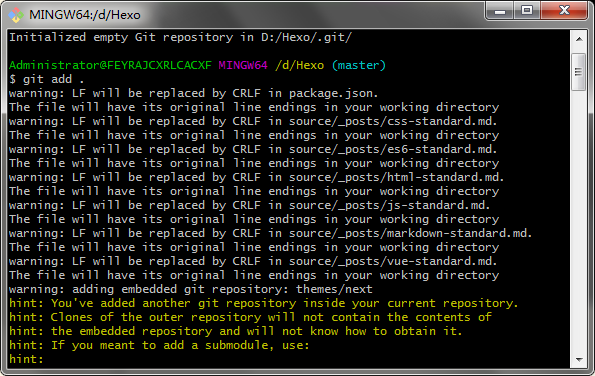 MINGW64:/d/Hexo
Initialized empty Git repository in D:/Hexo/.git/
Administrator@FEYRAJCXRLCACXF MINGW64 /d/Hexo (master)
$ git add .
warning: LF will be replaced by CRLF in package.json.
The file will have its original line endings in your working directory
warning: LF will be replaced by CRLF in source/_posts/css-standard.md.
The file will have its original line endings in your working directory
warning: LF will be replaced by CRLF in source/_posts/es6-standard.md.
The file will have its original line endings in your working directory
warning: LF will be replaced by CRLF in source/_posts/html-standard.md.
The file will have its original line endings in your working directory
warning: LF will be replaced by CRLF in source/_posts/js-standard.md.
The file will have its original line endings in your working directory
warning: LF will be replaced by CRLF in source/_posts/markdown-standard.md.
The file will have its original line endings in your working directory
warning: LF will be replaced by CRLF in source/_posts/vue-standard.md.
The file will have its original line endings in your working directory
warning: adding embedded git repository: themes/next
hint: You've added another git repository inside your current repository.
hint: Clones of the outer repository will not contain the contents of
hint: the embedded repository and will not know how to obtain it.
hint: If you meant to add a submodule, use:
hint: